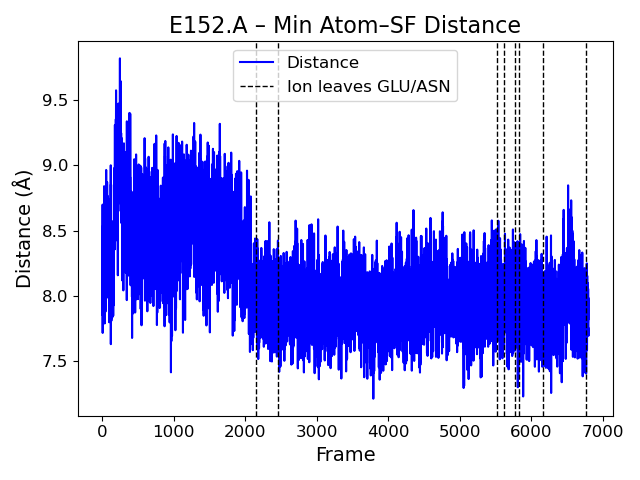 E152.A – Min Atom–SF Distance
Distance
Ion leaves GLU/ASN
Distance (Å)
9.5
9.0
8.5
8.0
7.5
0 1000 2000 3000 4000 5000 6000 7000
Frame